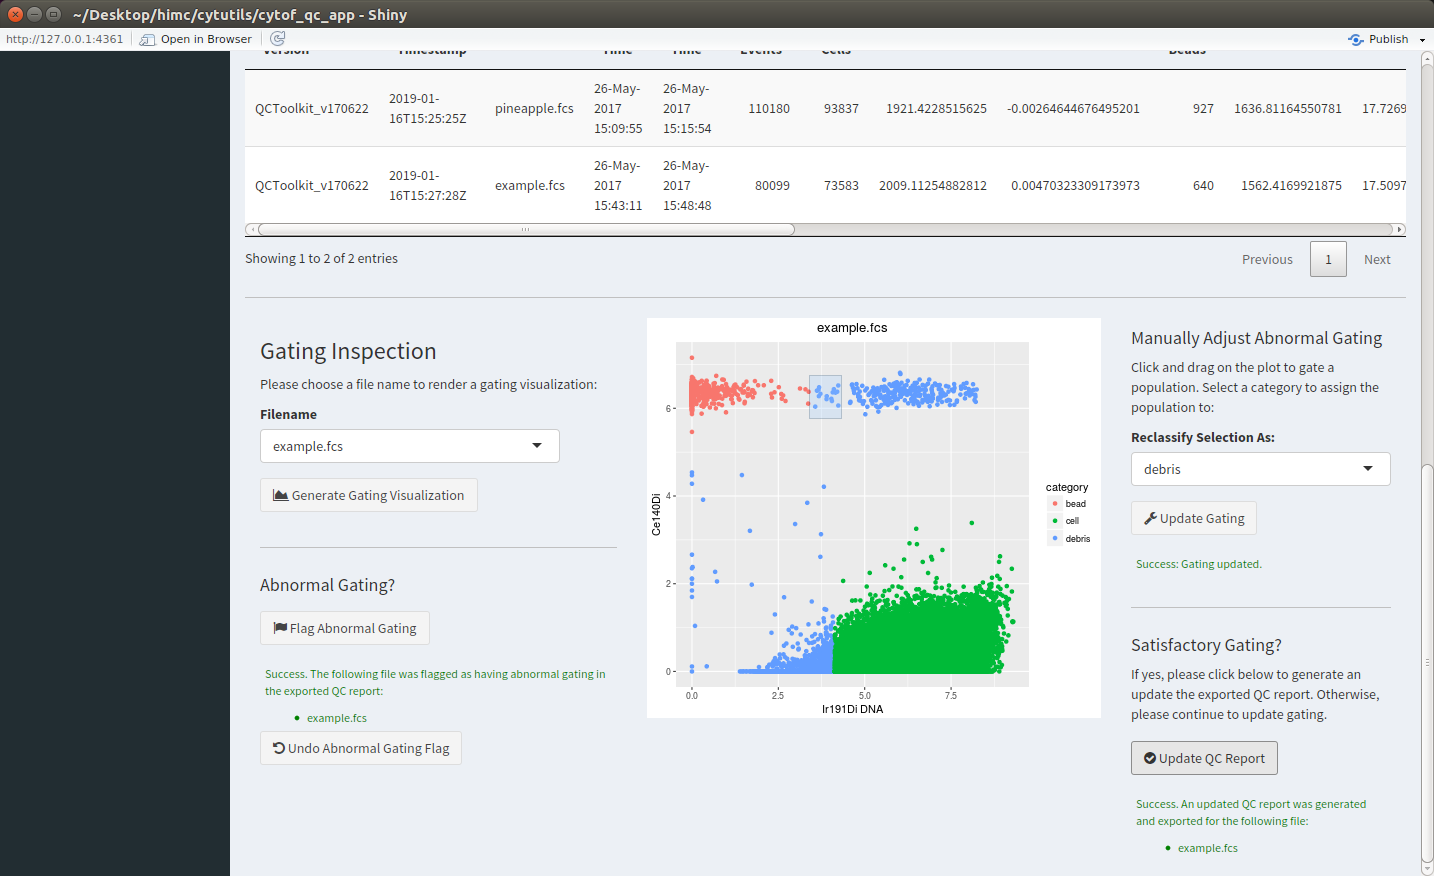 ~/Desktop/himc/cytutils/cytof_qc_app - Shiny
http://127.0.0.1:4361 Open in Browser Publish
Version Timestamp Time Time Events Cells Beads
QCToolkit_v170622 2019-01-16T15:25:25Z pineapple.fcs 26-May-2017 15:09:55 26-May-2017 15:15:54 110180 93837 1921.4228515625 -0.00264644676495201 927 1636.81164550781 17.7269
QCToolkit_v170622 2019-01-16T15:27:28Z example.fcs 26-May-2017 15:43:11 26-May-2017 15:48:48 80099 73583 2009.11254882812 0.00470323309173973 640 1562.4169921875 17.5097
Showing 1 to 2 of 2 entries
Previous 1 Next
Gating Inspection
Please choose a file name to render a gating visualization:
Filename
example.fcs
Generate Gating Visualization
Abnormal Gating?
Flag Abnormal Gating
Success. The following file was flagged as having abnormal gating in
the exported QC report:
example.fcs
Undo Abnormal Gating Flag
example.fcs
Ce140Di
6
4
2
0
0.0 2.5 5.0 7.5
Ir191Di DNA
category
bead
cell
debris
Manually Adjust Abnormal Gating
Click and drag on the plot to gate a
population. Select a category to assign the
population to:
Reclassify Selection As:
debris
Update Gating
Success: Gating updated.
Satisfactory Gating?
If yes, please click below to generate an
update the exported QC report. Otherwise,
please continue to update gating.
Update QC Report
Success. An updated QC report was generated
and exported for the following file:
example.fcs